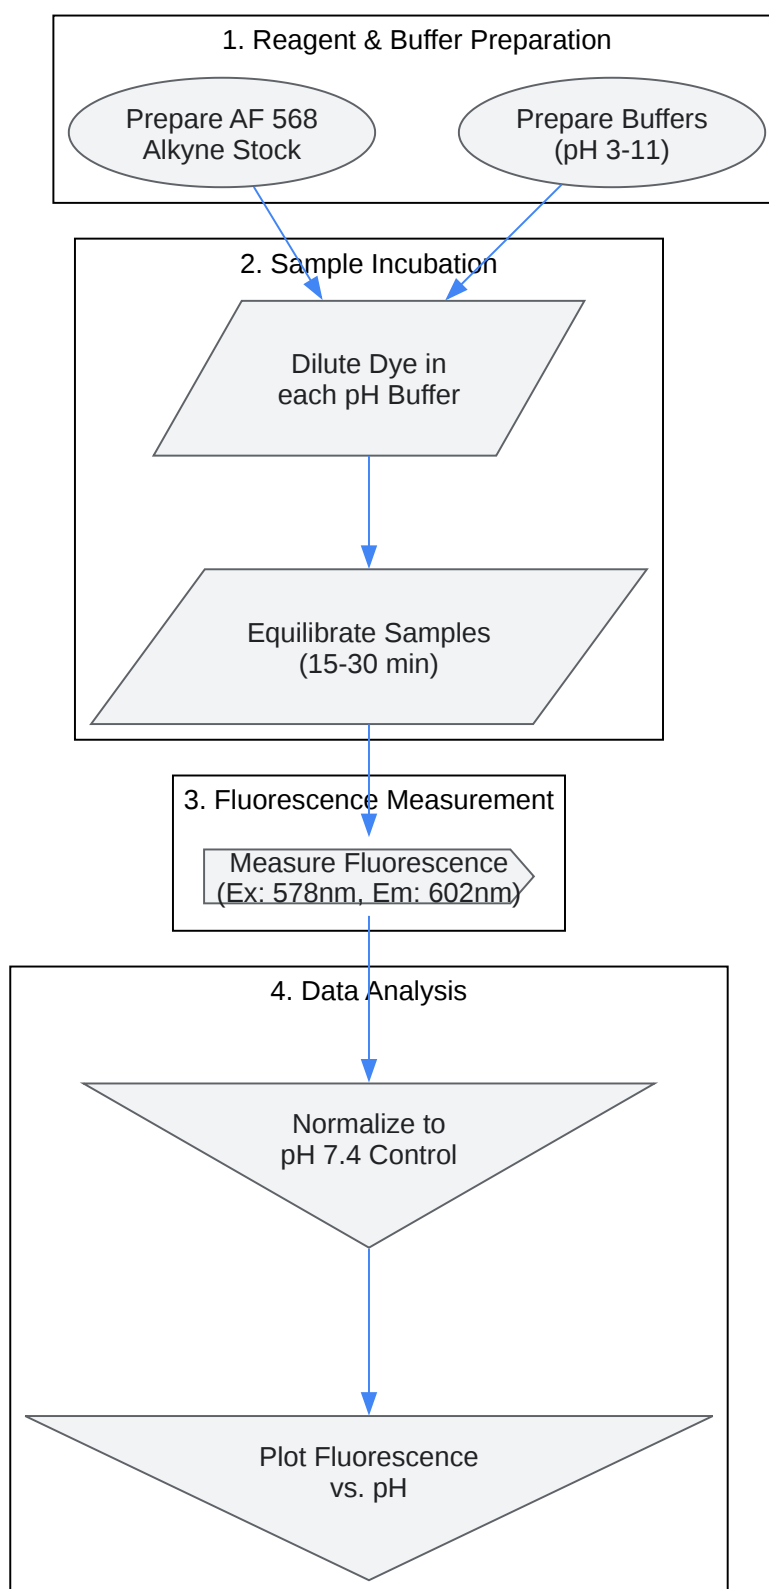 1. Reagent & Buffer Preparation
Prepare AF 568
Alkyne Stock
Prepare Buffers
(pH 3-11)
2. Sample Incubation
Dilute Dye in
each pH Buffer
Equilibrate Samples
(15-30 min)
3. Fluorescence Measurement
Measure Fluorescence
(Ex: 578nm, Em: 602nm)
4. Data Analysis
Normalize to
pH 7.4 Control
Plot Fluorescence
vs. pH